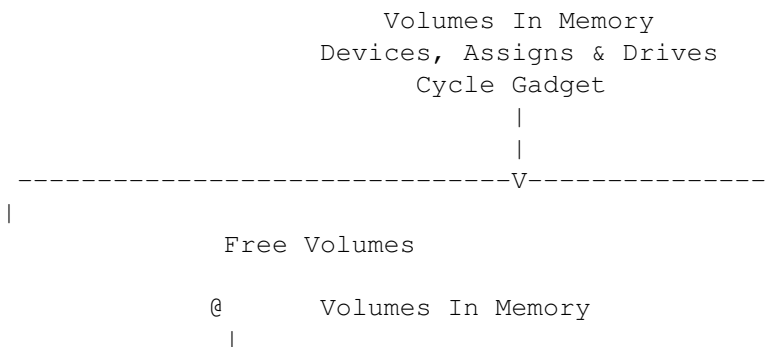 Volumes In Memory
Devices, Assigns & Drives
Cycle Gadget
|
|
-------------------------------V---------------
|
Free Volumes
@ Volumes In Memory
|